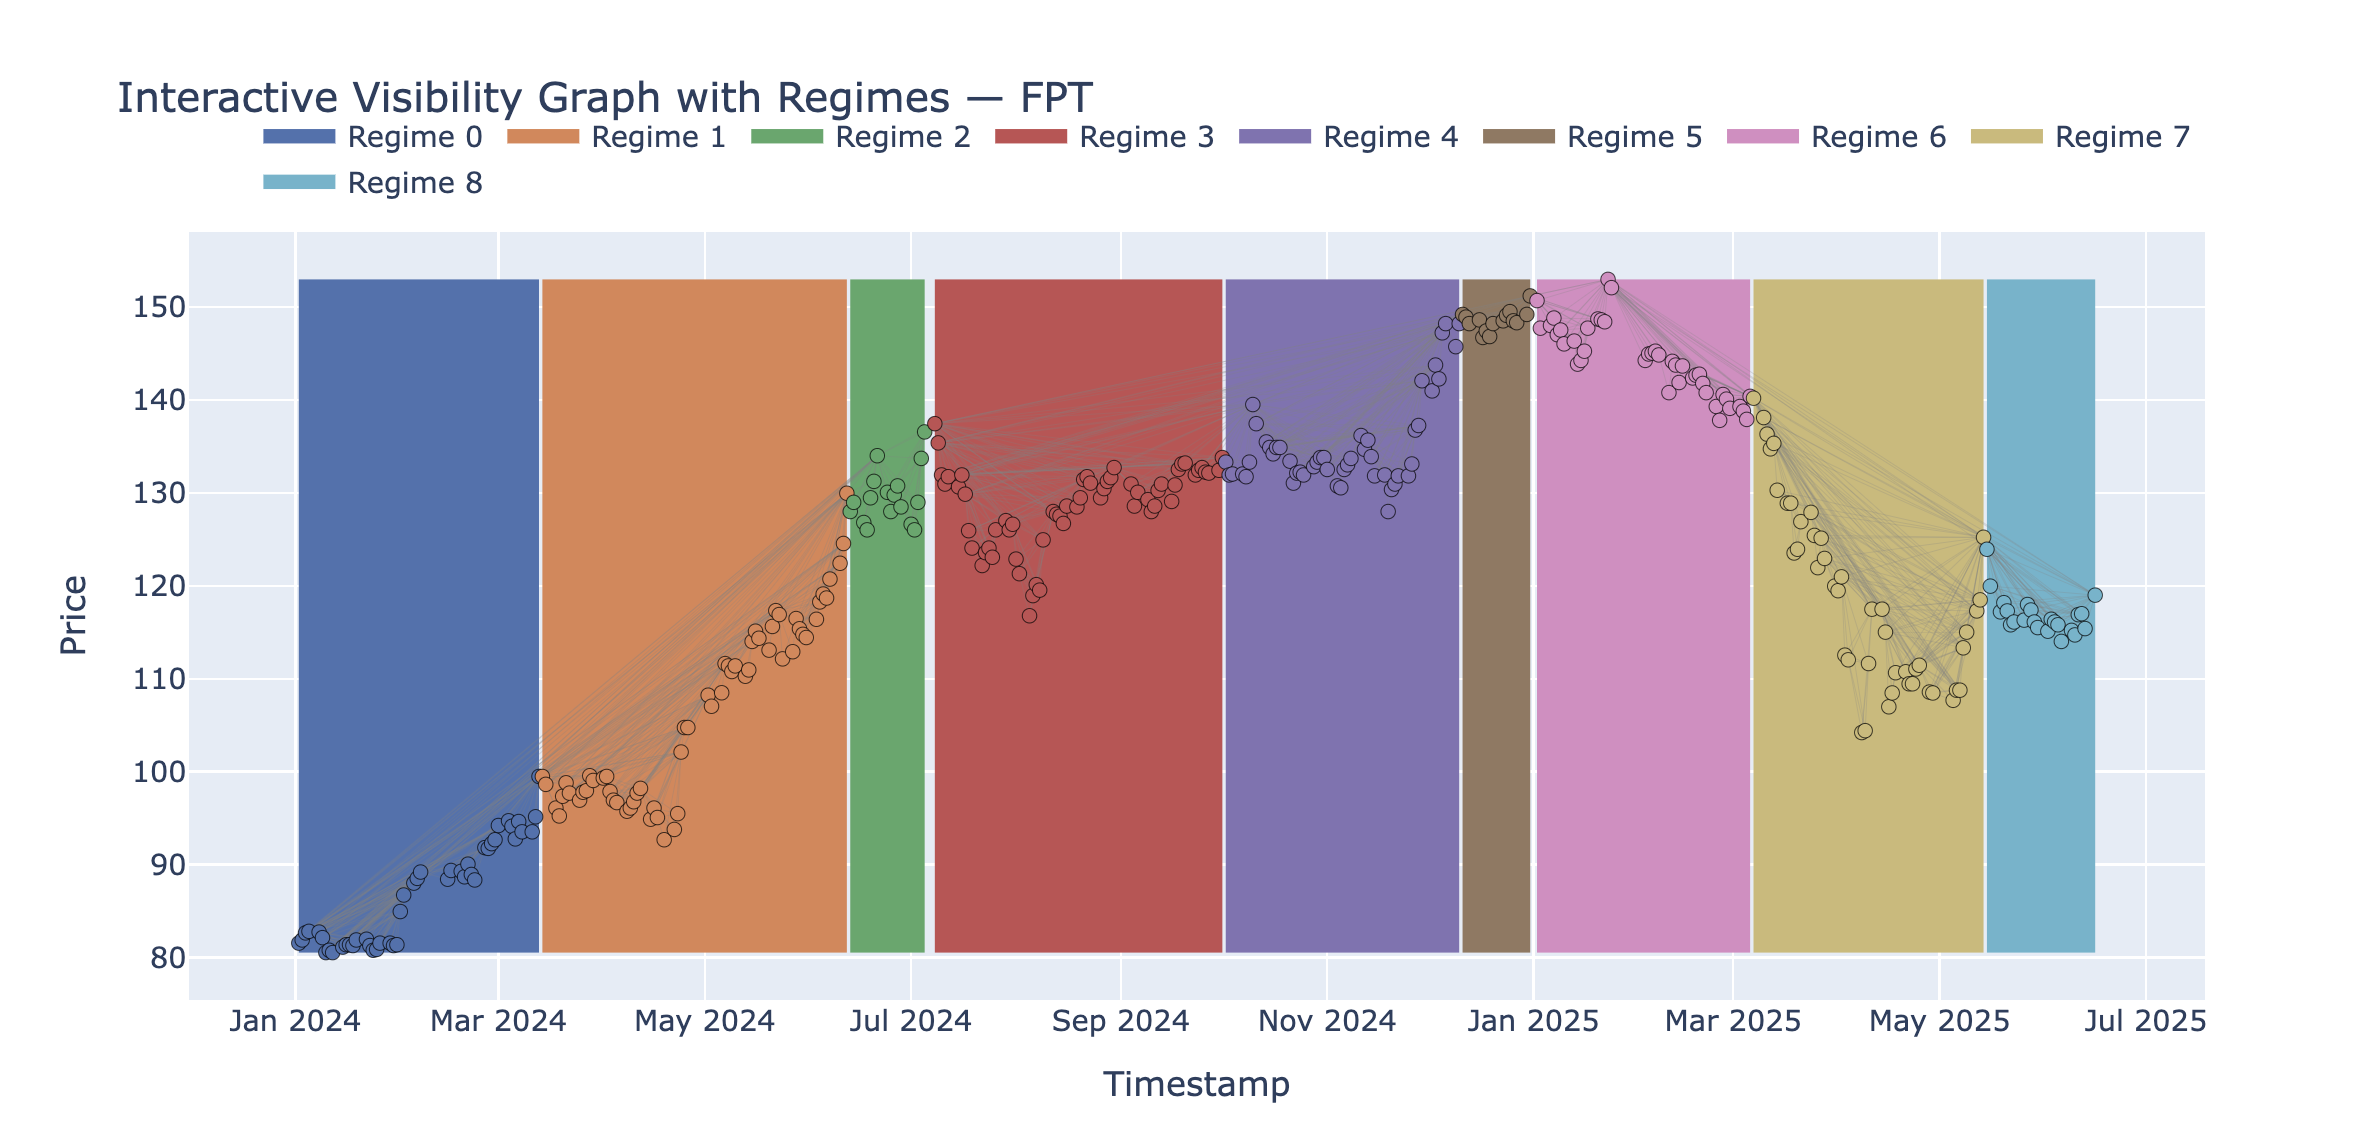 Interactive Visibility Graph with Regimes — FPT
Regime 0 Regime 1 Regime 2 Regime 3 Regime 4 Regime 5 Regime 6 Regime 7
Regime 8
150
140
130
120
110
100
90
80
Price
Jan 2024 Mar 2024 May 2024 Jul 2024 Sep 2024 Nov 2024 Jan 2025 Mar 2025 May 2025 Jul 2025
Timestamp